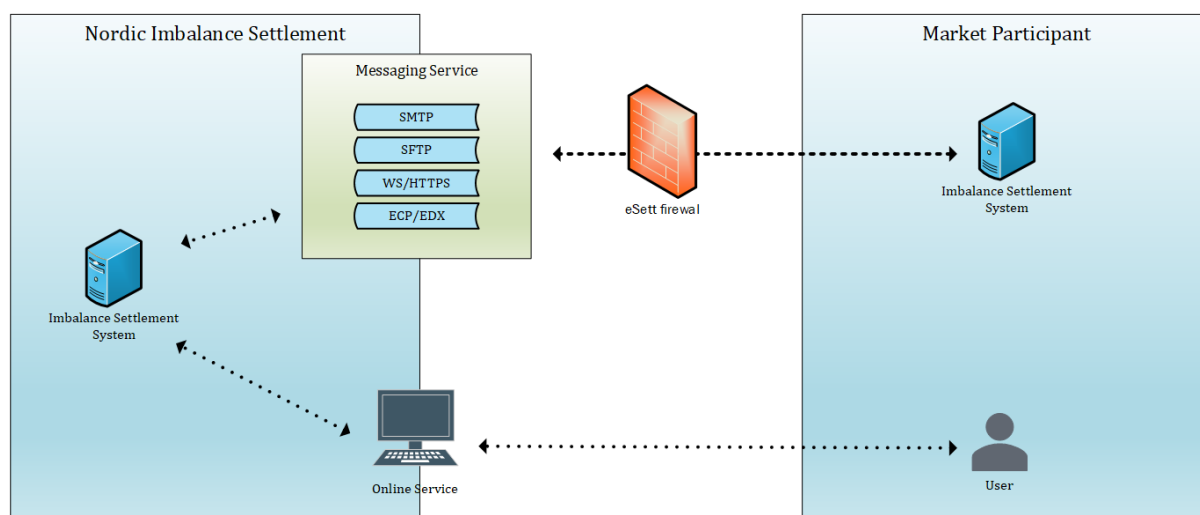 Nordic Imbalance Settlement
Market Participant
Messaging Service
SMTP
SFTP
WS/HTTPS
ECP/EDX
eSett firewal
Imbalance Settlement
System
Imbalance Settlement
System
Online Service
User